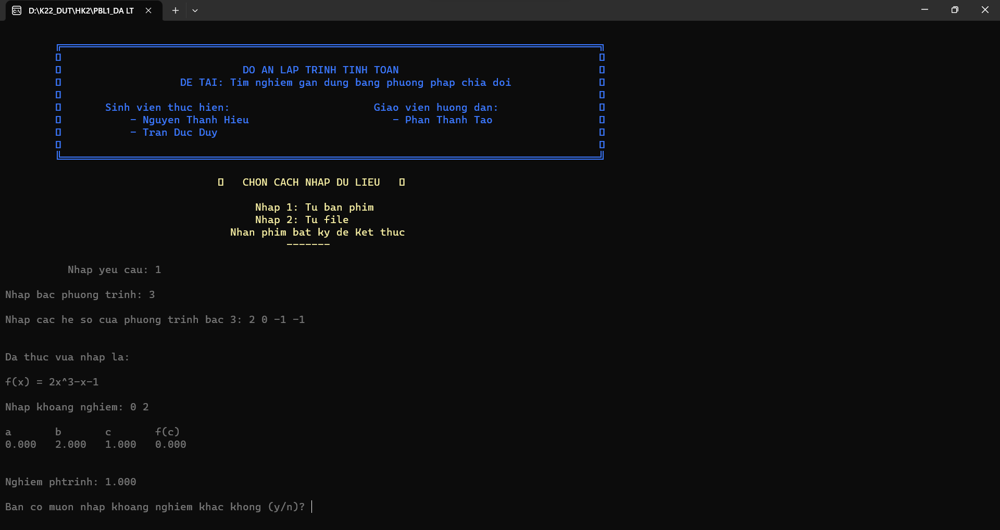 D:\K22_DUT\HK2\PBL1_DA LT
DO AN LAP TRINH TINH TOAN
DE TAI: Tim nghiem gan dung bang phuong phap chia doi
Sinh vien thuc hien: Giao vien huong dan:
- Nguyen Thanh Hieu - Phan Thanh Tao
- Tran Duc Duy
CHON CACH NHAP DU LIEU
Nhap 1: Tu ban phim
Nhap 2: Tu file
Nhan phim bat ky de Ket thuc
-------
Nhap yeu cau: 1
Nhap bac phuong trinh: 3
Nhap cac he so cua phuong trinh bac 3: 2 0 -1 -1
Da thuc vua nhap la:
f(x) = 2x^3-x-1
Nhap khoang nghiem: 0 2
a b c f(c)
0.000 2.000 1.000 0.000
Nghiem phtrinh: 1.000
Ban co muon nhap khoang nghiem khac khong (y/n)?